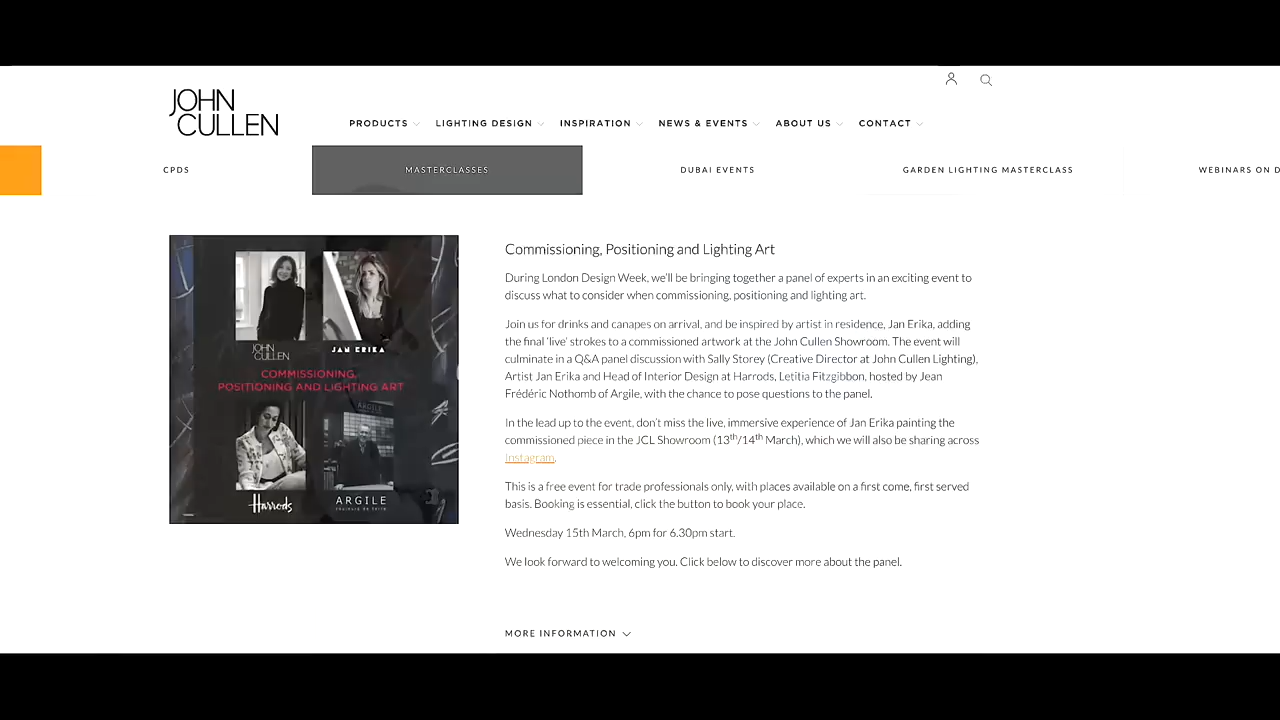 JOHN
CULLEN
PRODUCTS
LIGHTING DESIGN
INSPIRATION
NEWS & EVENTS
ABOUT US
CONTACT
CPDS
MASTERCLASSES
DUBAI EVENTS
GARDEN LIGHTING MASTERCLASS
WEBINARS ON D
JOHN
CULLEN
JAN ERIKA
COMMISSIONING,
POSITIONING AND LIGHTING ART
ARGILE
Harrods
ARGILE
Commissioning, Positioning and Lighting Art
During London Design Week, we'll be bringing together a panel of experts in an exciting event to
discuss what to consider when commissioning, positioning and lighting art.
Join us for drinks and canapes on arrival, and be inspired by artist in residence, Jan Erika, adding
the final 'live' strokes to a commissioned artwork at the John Cullen Showroom. The event will
culminate in a Q&A panel discussion with Sally Storey (Creative Director at John Cullen Lighting),
Artist Jan Erika and Head of Interior Design at Harrods, Letitia Fitzgibbon, hosted by Jean
Frédéric Nothomb of Argile, with the chance to pose questions to the panel.
In the lead up to the event, don't miss the live, immersive experience of Jan Erika painting the
commissioned piece in the JCL Showroom (13th/14th March), which we will also be sharing across
Instagram.
This is a free event for trade professionals only, with places available on a first come, first served
basis. Booking is essential, click the button to book your place.
Wednesday 15th March, 6pm for 6.30pm start.
We look forward to welcoming you. Click below to discover more about the panel.
MORE INFORMATION